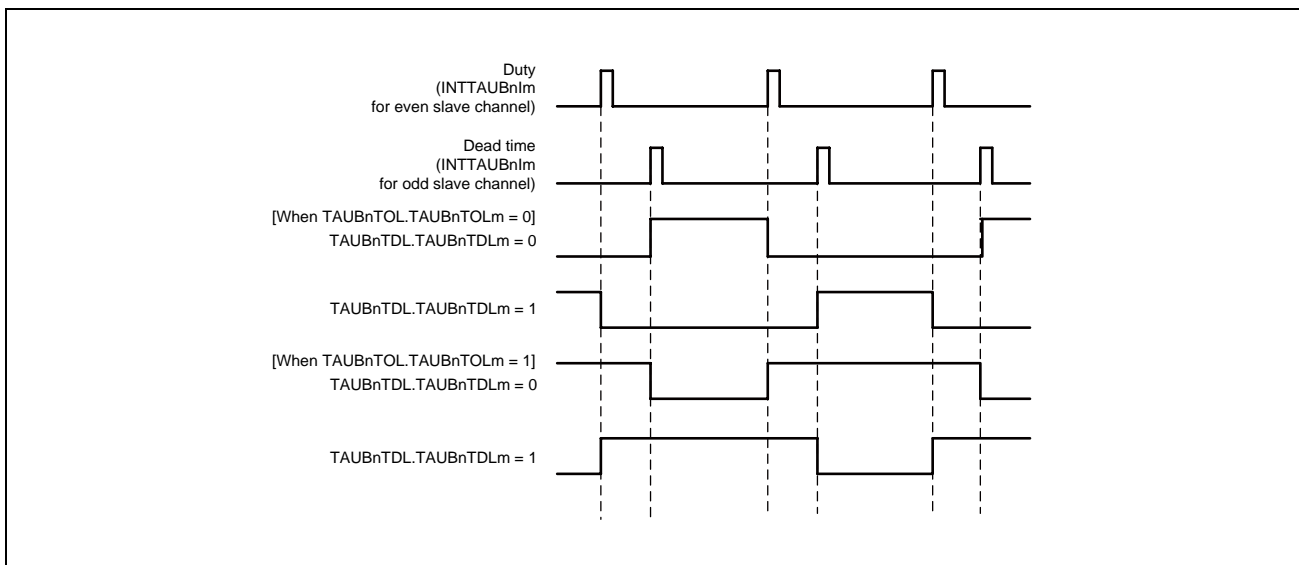 Duty
(INTTAUBnIm
for even slave channel)
Dead time
(INTTAUBnIm
for odd slave channel)
[When TAUBnTOL.TAUBnTOLm = 0]
TAUBnTDL.TAUBnTDLm = 0
TAUBnTDL.TAUBnTDLm = 1
[When TAUBnTOL.TAUBnTOLm = 1]
TAUBnTDL.TAUBnTDLm = 0
TAUBnTDL.TAUBnTDLm = 1